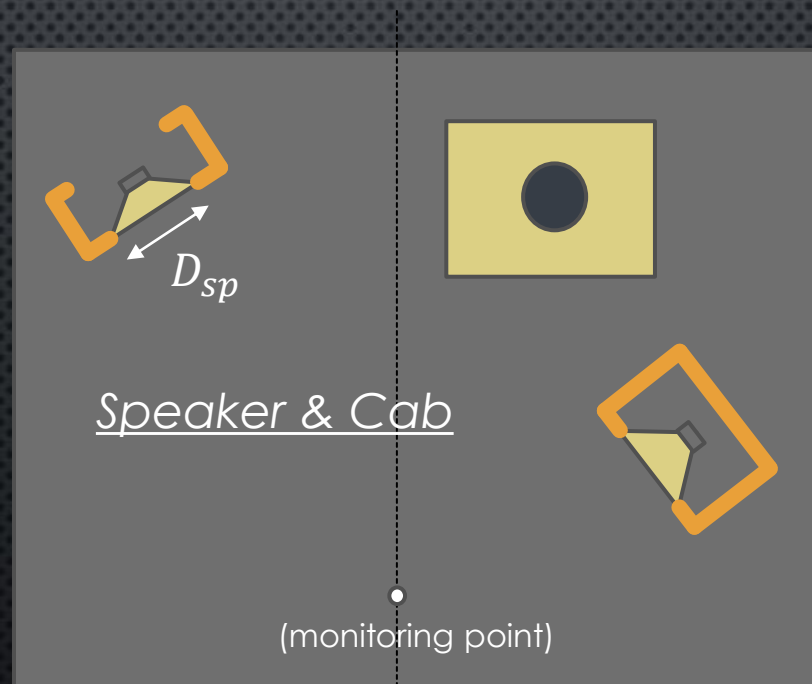 D_sp
Speaker & Cab
(monitoring point)